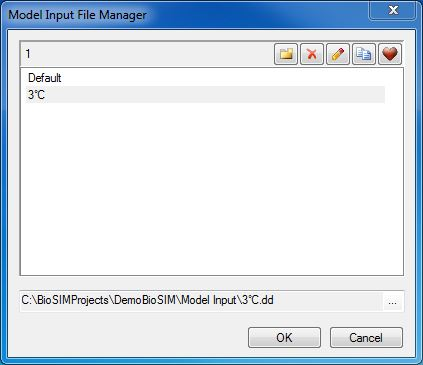 Model Input File Manager
1
Default
3°C
C:\BioSIMProjects\DemoBioSIM\Model Input\3°C.dd
...
OK
Cancel